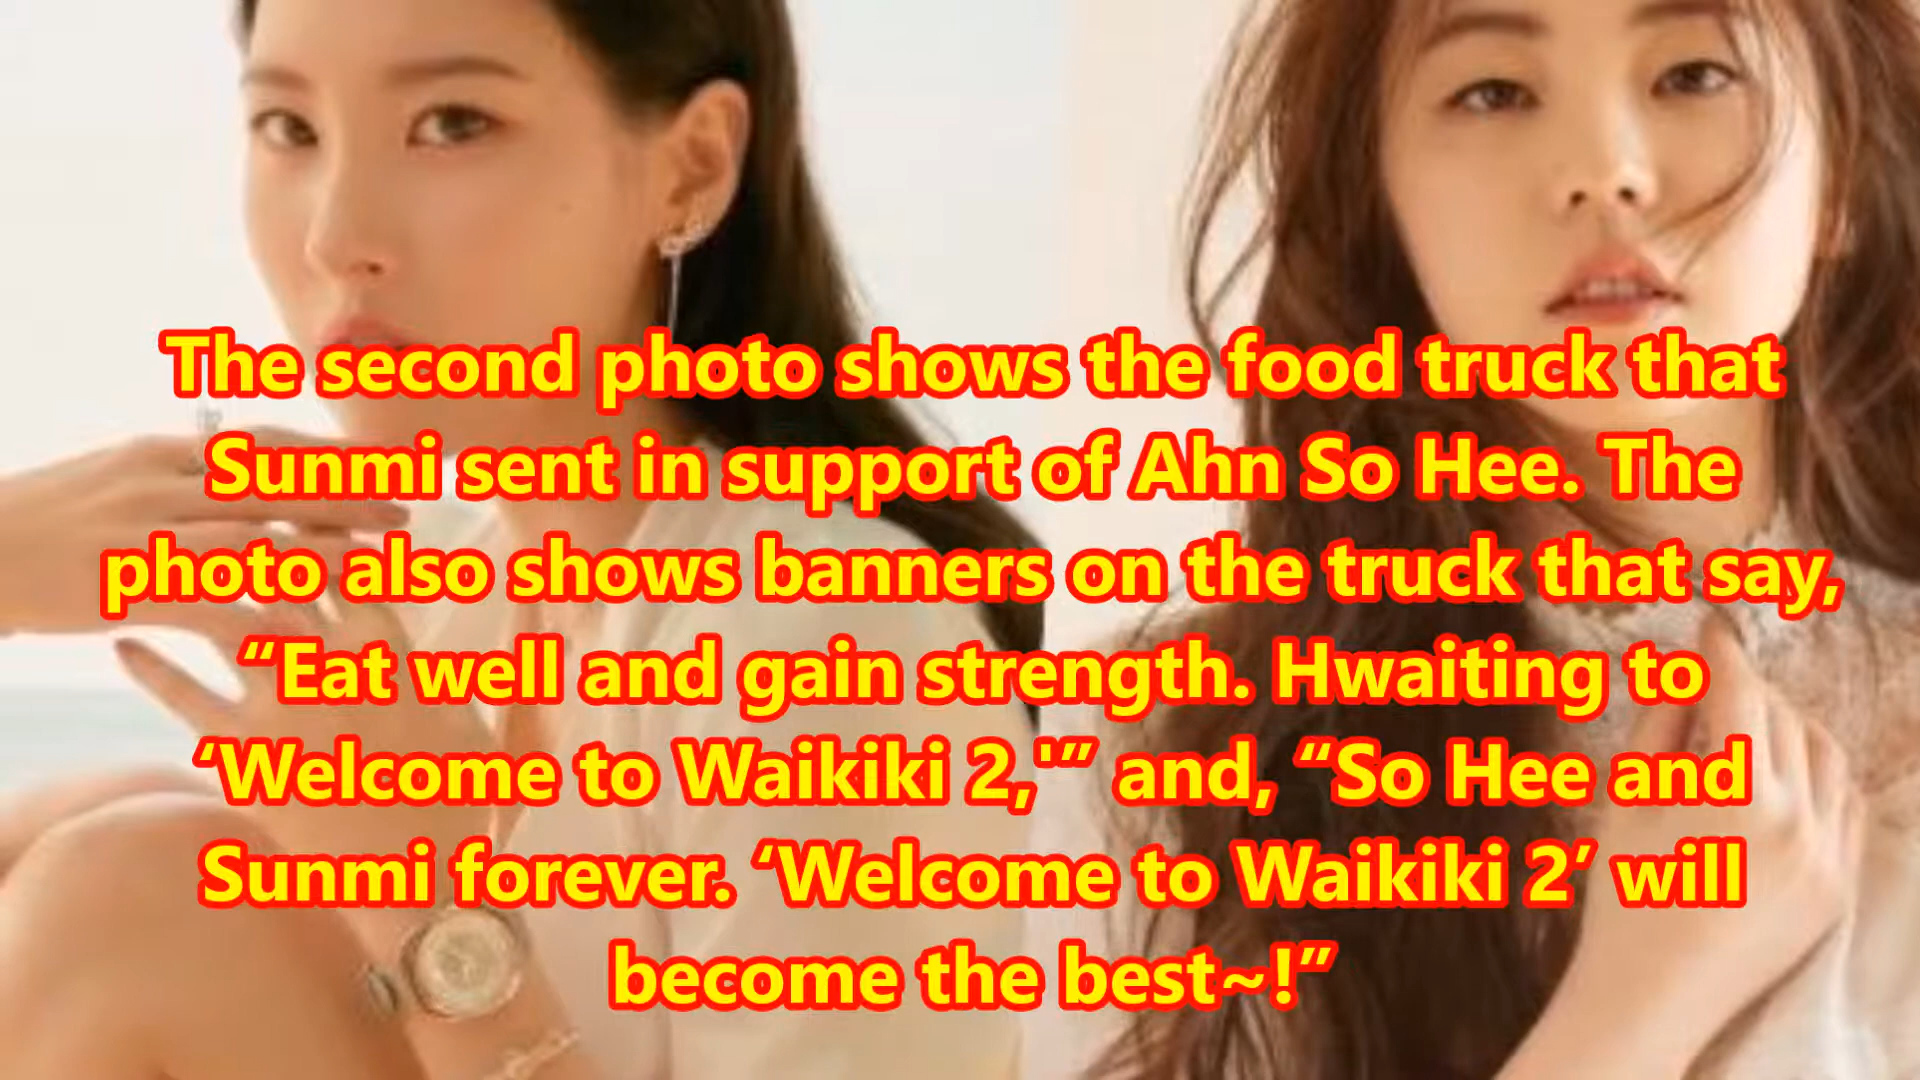 The second photo shows the food truck that
Sunmi sent in support of Ahn So Hee. The
photo also shows banners on the truck that say,
“Eat well and gain strength. Hwaiting to
‘Welcome to Waikiki 2,'” and, “So Hee and
Sunmi forever. ‘Welcome to Waikiki 2’ will
become the best~!”